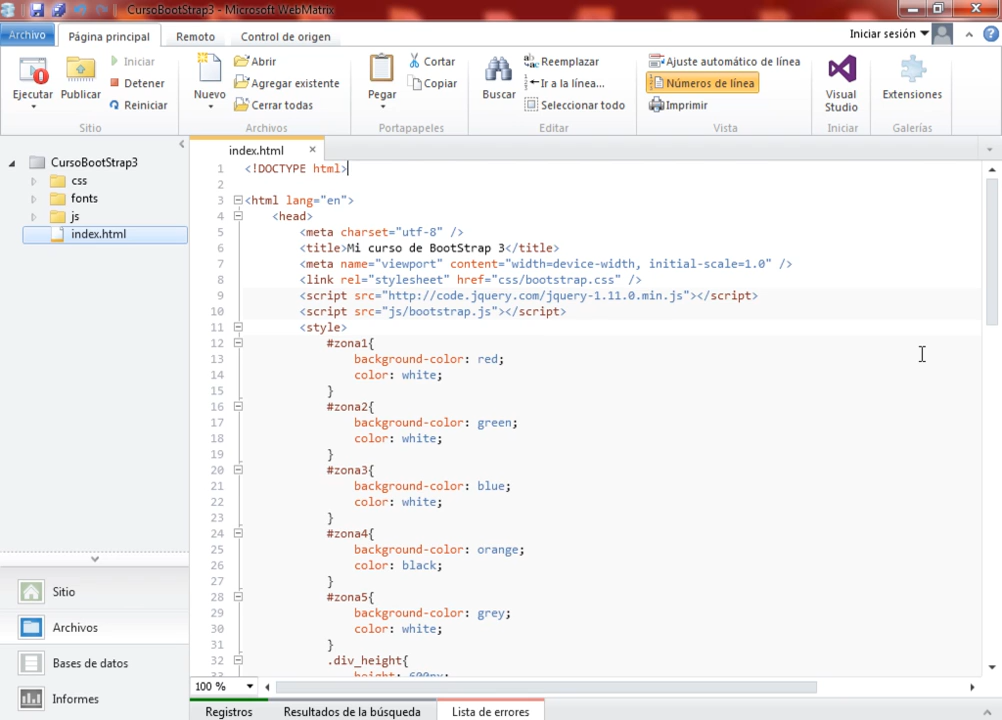 CursoBootStrap3 - Microsoft WebMatrix
Archivo
Página principal
Remoto
Control de origen
Iniciar sesión
Ejecutar
Publicar
Iniciar
Detener
Reiniciar
Sitio
Nuevo
Abrir
Agregar existente
Cerrar todas
Archivos
Pegar
Cortar
Copiar
Portapapeles
Buscar
Reemplazar
Ir a la línea...
Seleccionar todo
Editar
Ajuste automático de línea
Números de línea
Imprimir
Vista
Visual
Studio
Iniciar
Extensiones
Galerías
CursoBootStrap3
css
fonts
js
index.html
Sitio
Archivos
Bases de datos
Informes
index.html
1 <!DOCTYPE html>
2
3 <html lang="en">
4 <head>
5 <meta charset="utf-8" />
6 <title>Mi curso de BootStrap 3</title>
7 <meta name="viewport" content="width=device-width, initial-scale=1.0" />
8 <link rel="stylesheet" href="css/bootstrap.css" />
9 <script src="http://code.jquery.com/jquery-1.11.0.min.js"></script>
10 <script src="js/bootstrap.js"></script>
11 <style>
12 #zona1{
13 background-color: red;
14 color: white;
15 }
16 #zona2{
17 background-color: green;
18 color: white;
19 }
20 #zona3{
21 background-color: blue;
22 color: white;
23 }
24 #zona4{
25 background-color: orange;
26 color: black;
27 }
28 #zona5{
29 background-color: grey;
30 color: white;
31 }
32 .div_height{
33 height: 600px;
100 %
Registros
Resultados de la búsqueda
Lista de errores